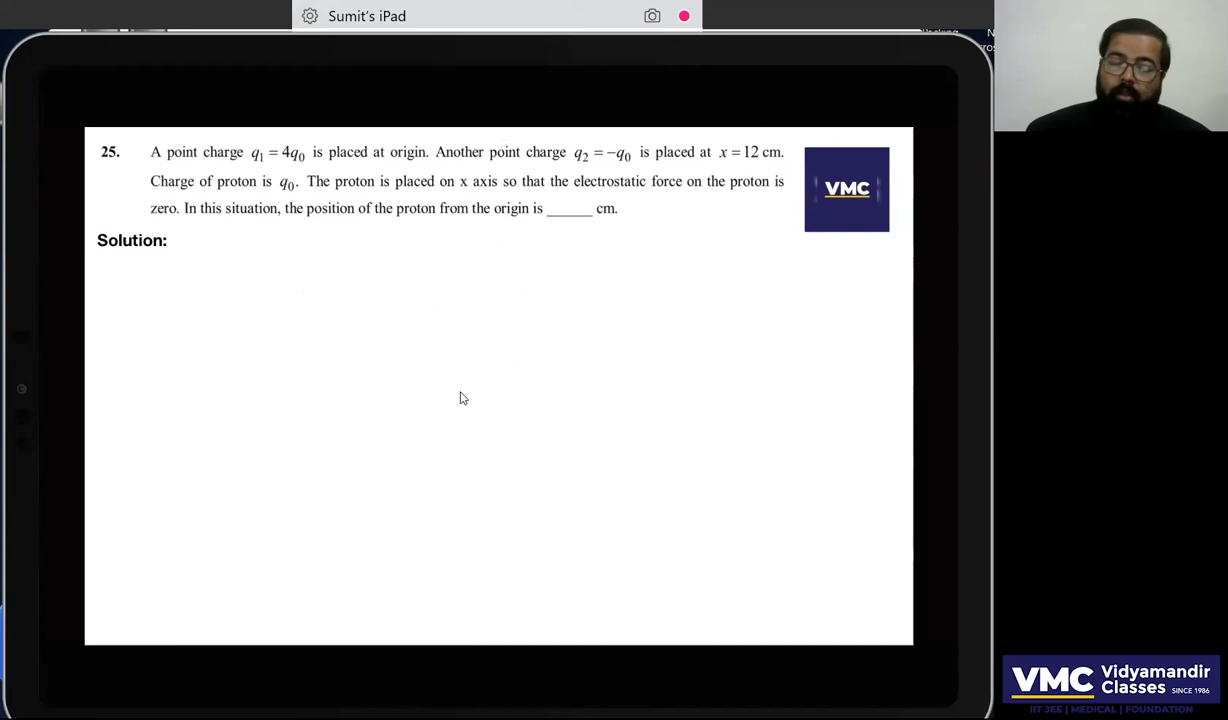 Sumit's iPad
25. A point charge q₁ = 4q₀ is placed at origin. Another point charge q₂ = −q₀ is placed at x = 12 cm.
Charge of proton is q₀. The proton is placed on x axis so that the electrostatic force on the proton is
zero. In this situation, the position of the proton from the origin is ______ cm.
VMC
Solution:
VMC Vidyamandir
Classes SINCE 1986
IIT JEE | MEDICAL | FOUNDATION